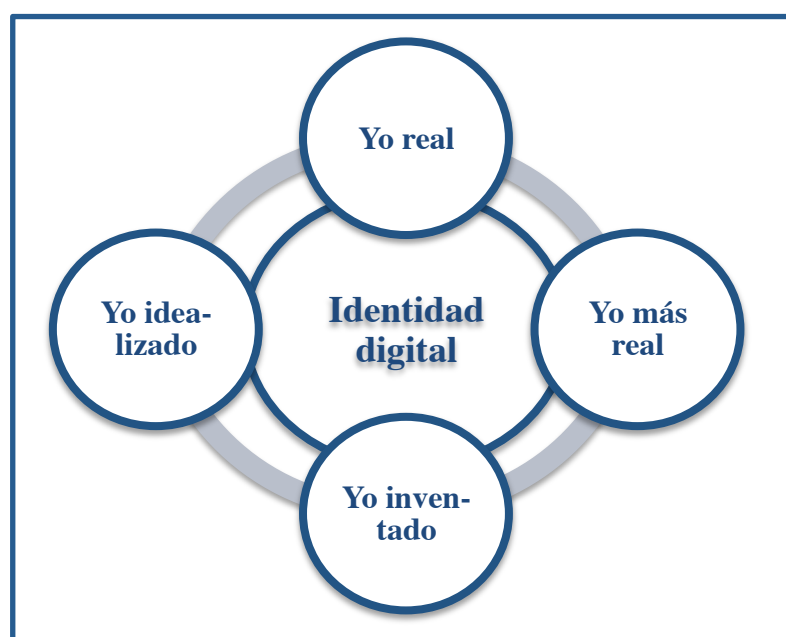 Yo real
Yo idea-
lizado
Identidad
digital
Yo más
real
Yo inven-
tado